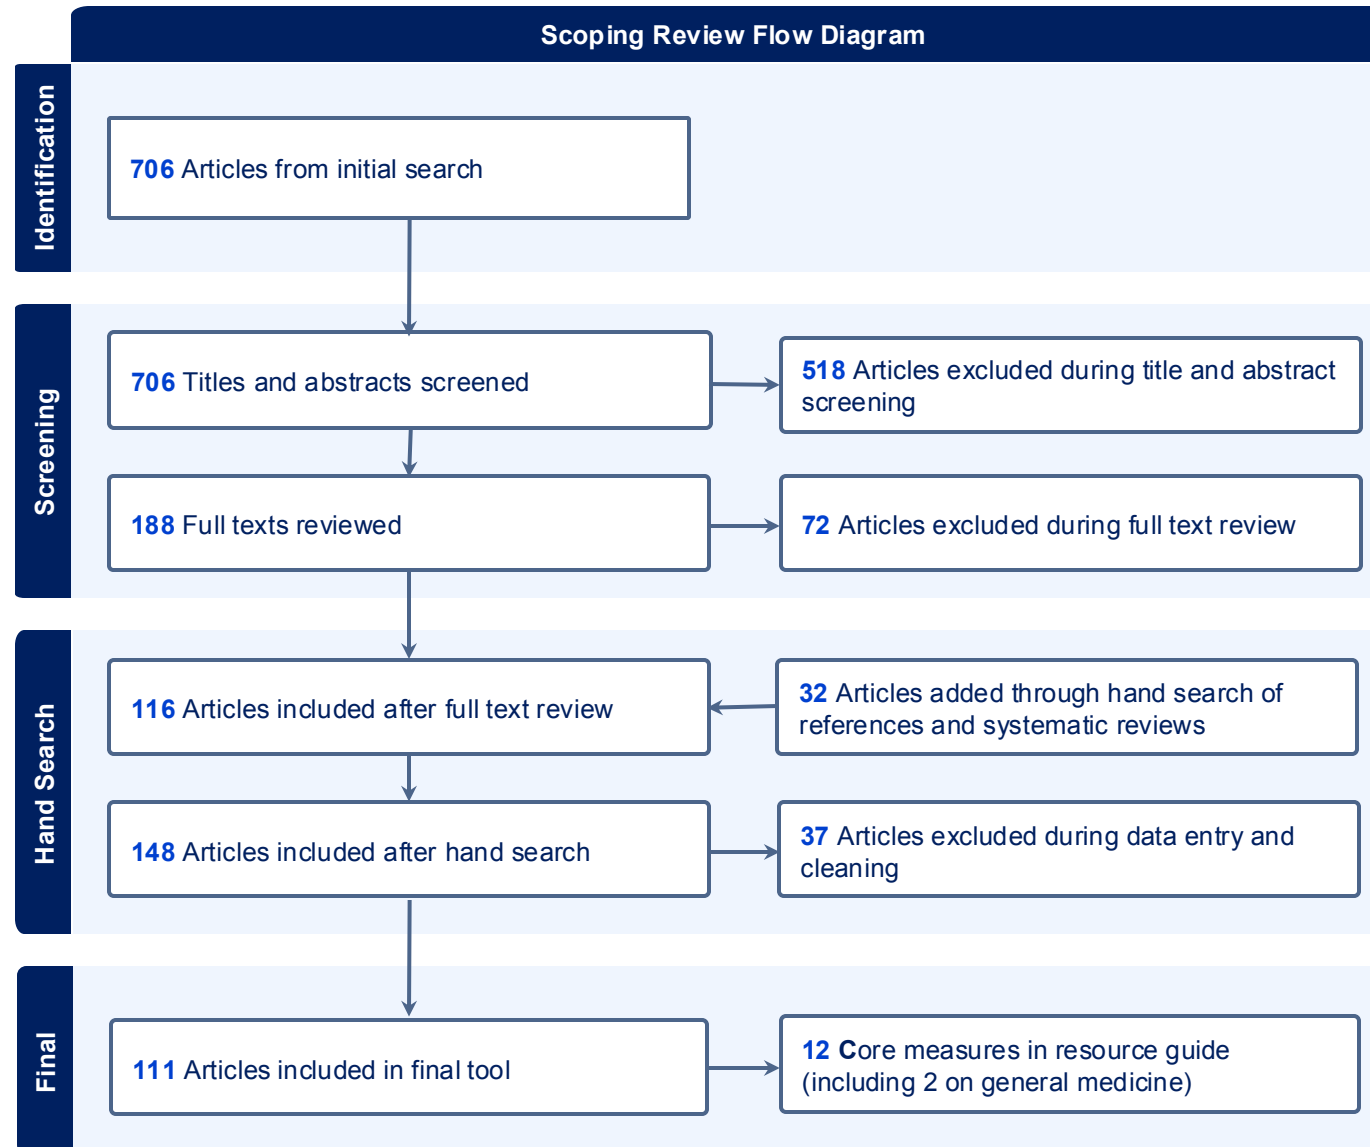 Scoping Review Flow Diagram
Identification
706 Articles from initial search
Screening
706 Titles and abstracts screened
518 Articles excluded during title and abstract
screening
188 Full texts reviewed
72 Articles excluded during full text review
Hand Search
116 Articles included after full text review
32 Articles added through hand search of
references and systematic reviews
148 Articles included after hand search
37 Articles excluded during data entry and
cleaning
Final
111 Articles included in final tool
12 Core measures in resource guide
(including 2 on general medicine)